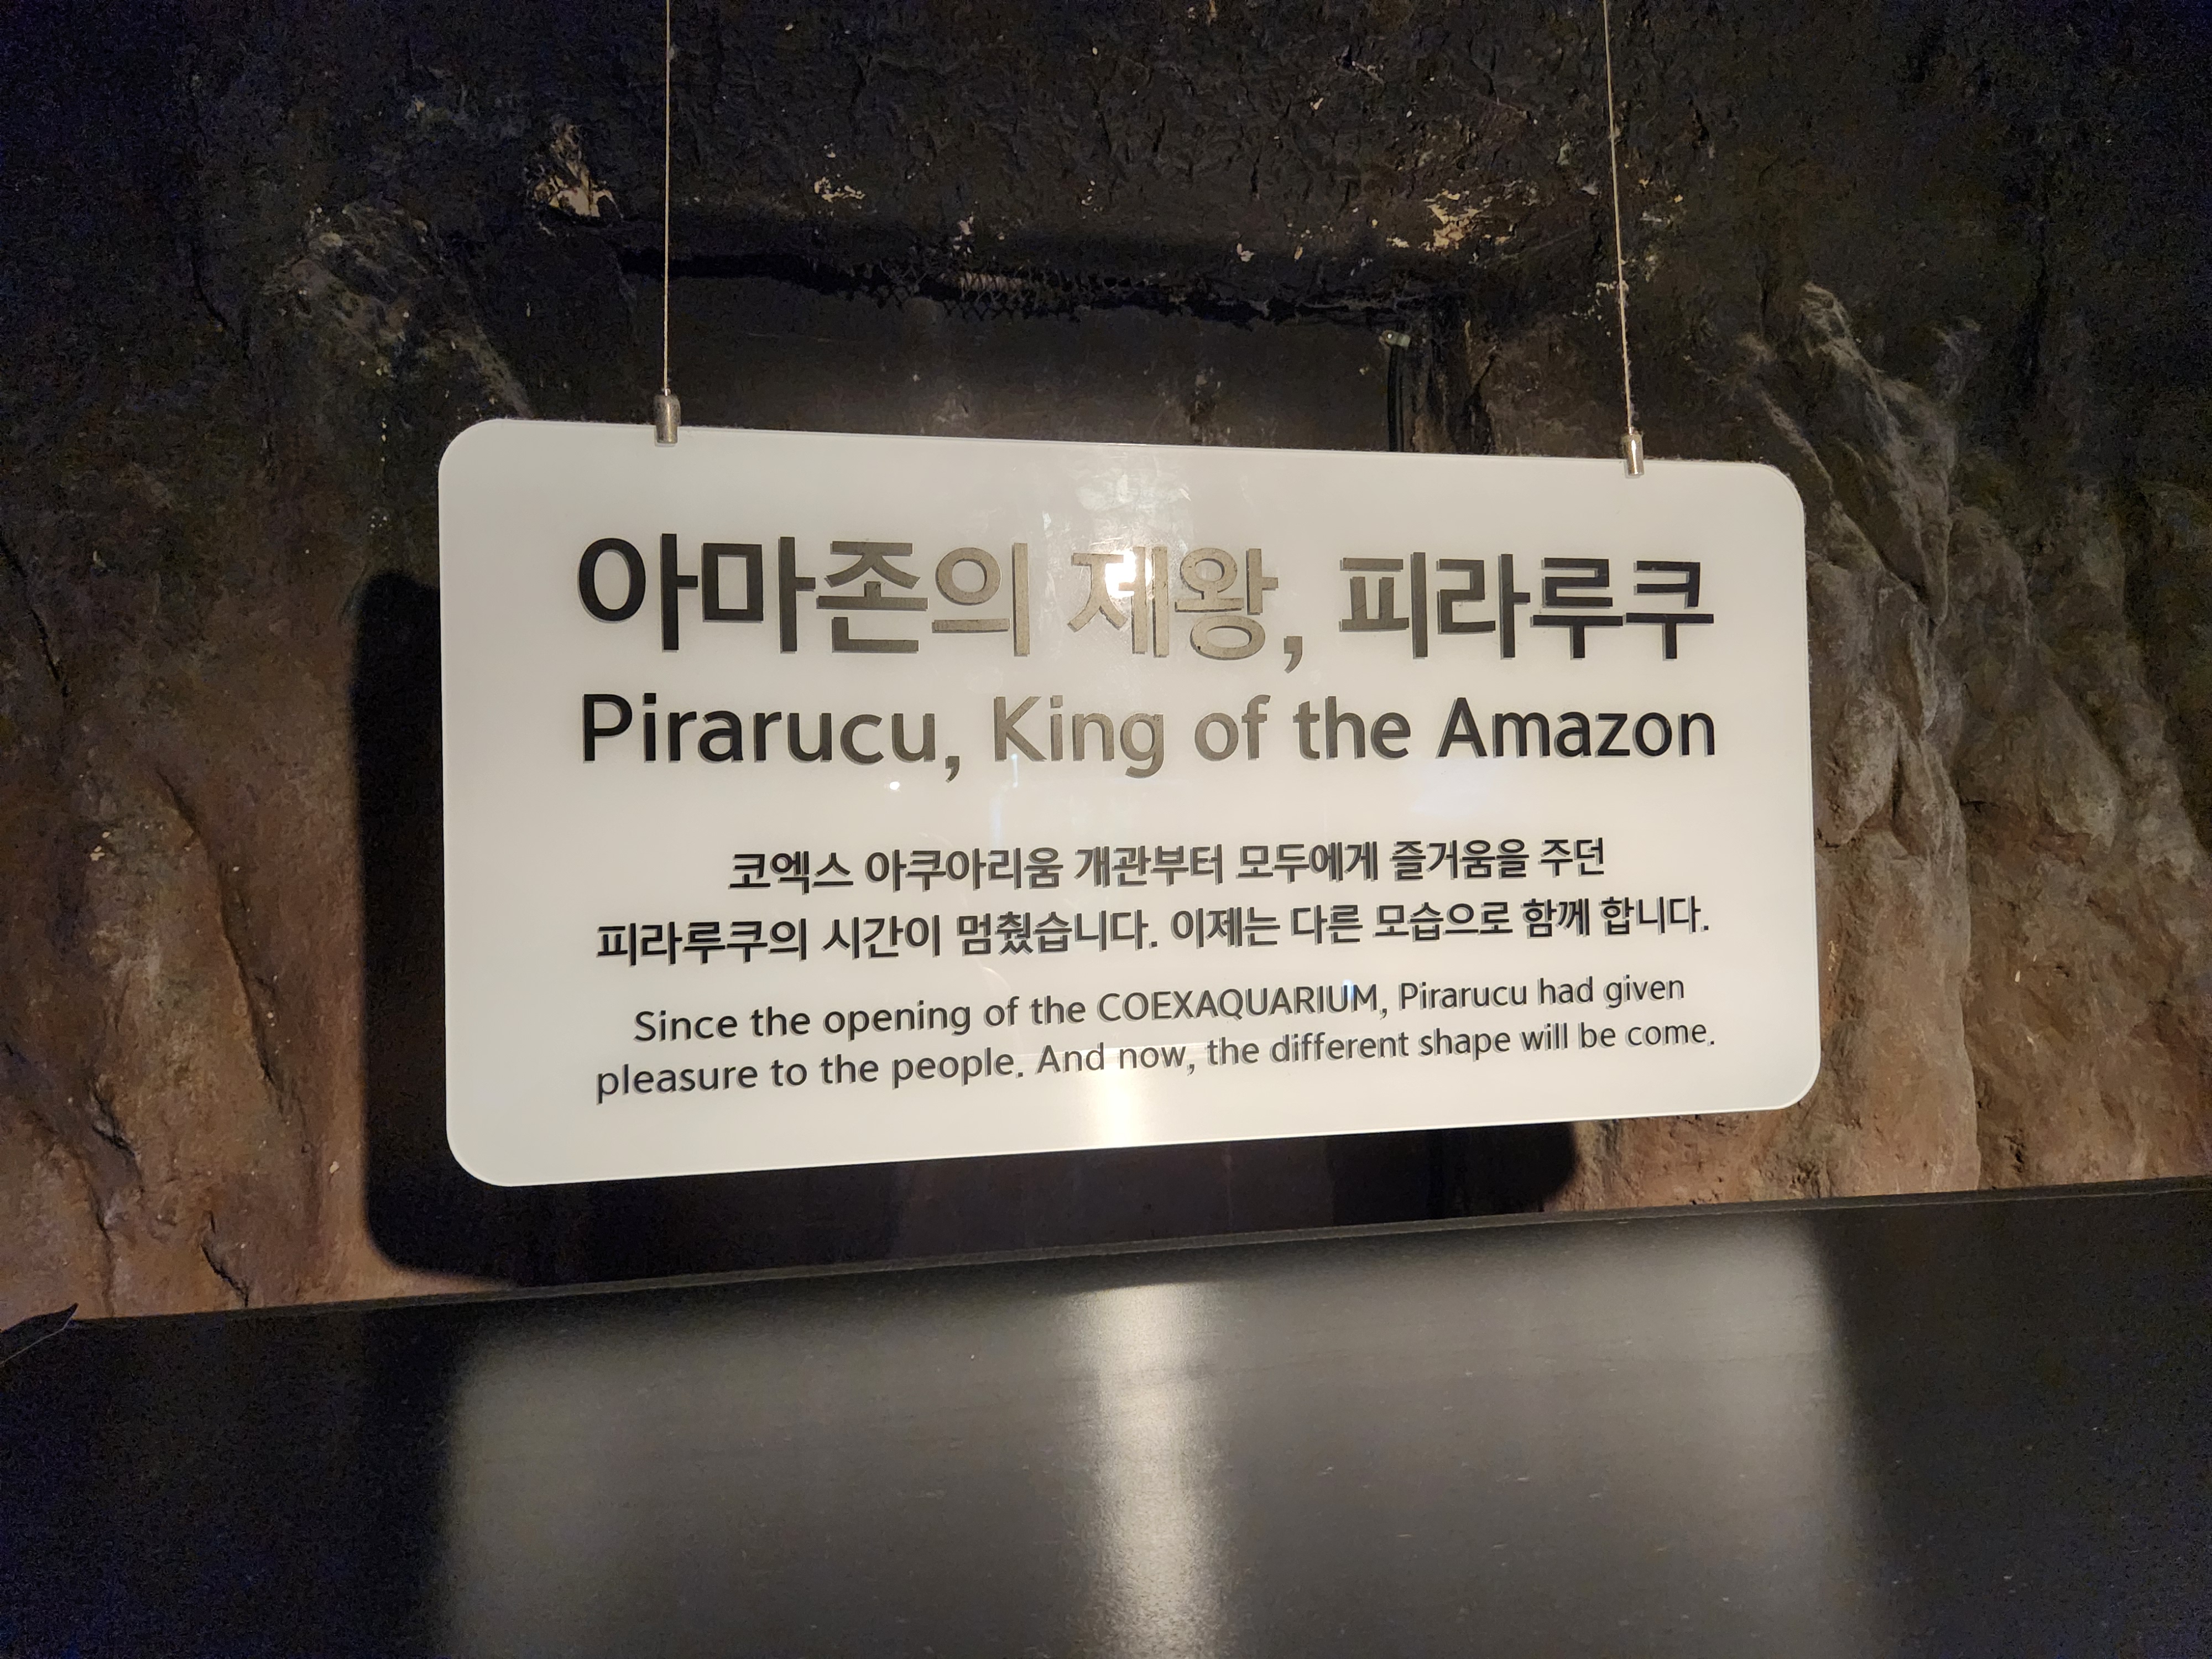 아마존의 제왕, 피라루쿠
Pirarucu, King of the Amazon
코엑스 아쿠아리움 개관부터 모두에게 즐거움을 주던
피라루쿠의 시간이 멈췄습니다. 이제는 다른 모습으로 함께 합니다.
Since the opening of the COEXAQUARIUM, Pirarucu had given
pleasure to the people. And now, the different shape will be come.